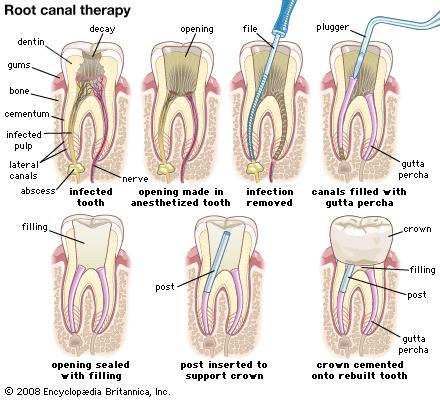 Root canal therapy
decay
dentin
gums
bone
cementum
infected
pulp
lateral
canals
abscess
nerve
infected
tooth
opening
opening made in
anesthetized tooth
file
infection
removed
plugger
gutta
percha
canals filled with
gutta percha
filling
opening sealed
with filling
post
post inserted to
support crown
crown
filling
post
gutta
percha
crown cemented
onto rebuilt tooth
© 2008 Encyclopædia Britannica, Inc.